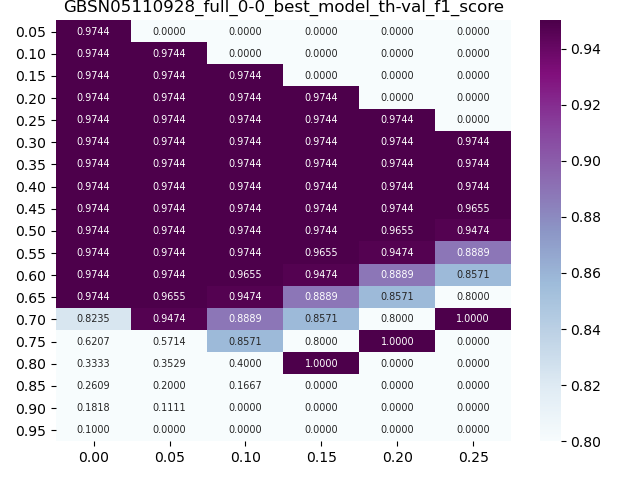 GBSN05110928_full_0-0_best_model_th-val_f1_score
0.05 0.9744 0.0000 0.0000 0.0000 0.0000 0.0000
0.10 0.9744 0.9744 0.0000 0.0000 0.0000 0.0000
0.15 0.9744 0.9744 0.9744 0.0000 0.0000 0.0000
0.20 0.9744 0.9744 0.9744 0.9744 0.0000 0.0000
0.25 0.9744 0.9744 0.9744 0.9744 0.9744 0.0000
0.30 0.9744 0.9744 0.9744 0.9744 0.9744 0.9744
0.35 0.9744 0.9744 0.9744 0.9744 0.9744 0.9744
0.40 0.9744 0.9744 0.9744 0.9744 0.9744 0.9744
0.45 0.9744 0.9744 0.9744 0.9744 0.9744 0.9655
0.50 0.9744 0.9744 0.9744 0.9744 0.9655 0.9474
0.55 0.9744 0.9744 0.9744 0.9655 0.9474 0.8889
0.60 0.9744 0.9744 0.9655 0.9474 0.8889 0.8571
0.65 0.9744 0.9655 0.9474 0.8889 0.8571 0.8000
0.70 0.8235 0.9474 0.8889 0.8571 0.8000 1.0000
0.75 0.6207 0.5714 0.8571 0.8000 1.0000 0.0000
0.80 0.3333 0.3529 0.4000 1.0000 0.0000 0.0000
0.85 0.2609 0.2000 0.1667 0.0000 0.0000 0.0000
0.90 0.1818 0.1111 0.0000 0.0000 0.0000 0.0000
0.95 0.1000 0.0000 0.0000 0.0000 0.0000 0.0000
0.00 0.05 0.10 0.15 0.20 0.25
0.94
0.92
0.90
0.88
0.86
0.84
0.82
0.80